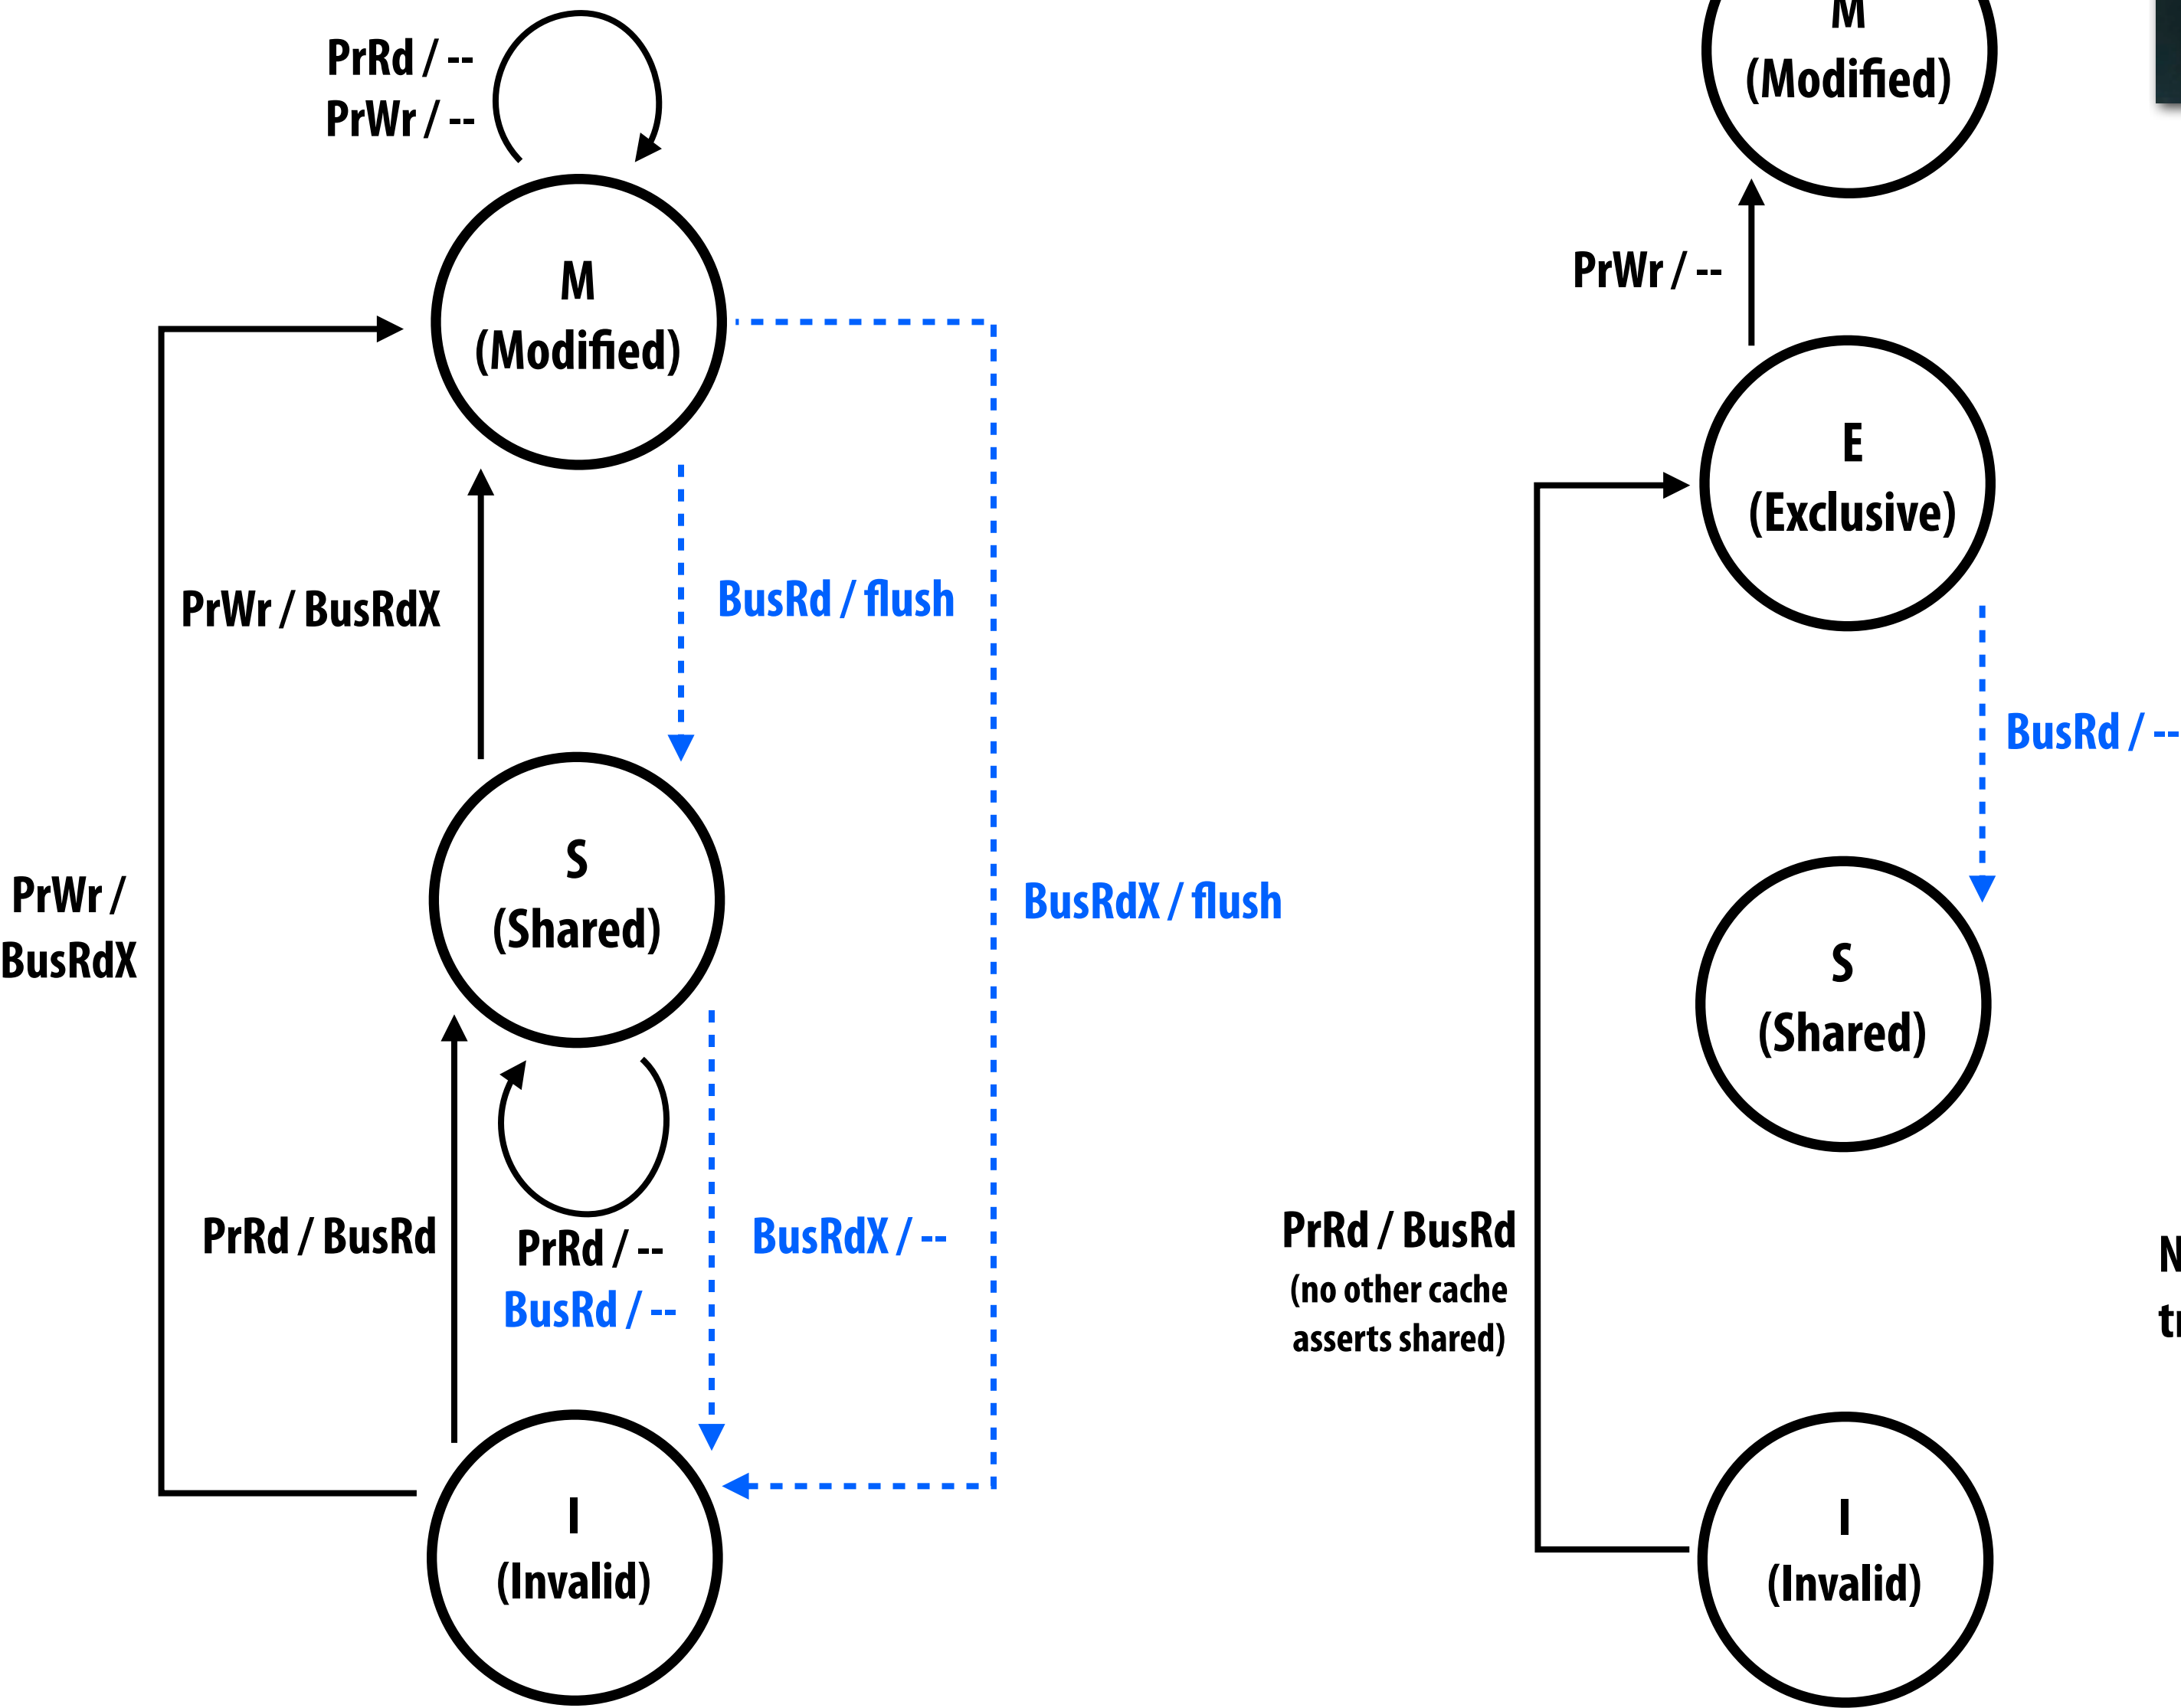 PrRd / --
PrWr / --
M
(Modified)
PrWr / BusRdX
BusRd / flush
S
(Shared)
PrWr /
BusRdX
BusRdX / flush
PrRd / BusRd
PrRd / --
BusRd / --
BusRdX / --
I
(Invalid)
M
(Modified)
PrWr / --
E
(Exclusive)
BusRd / --
S
(Shared)
PrRd / BusRd
(no other cache
asserts shared)
I
(Invalid)